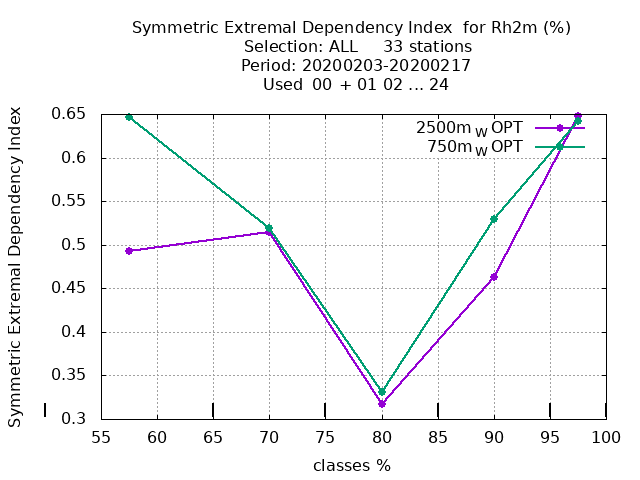 Symmetric Extremal Dependency Index for Rh2m (%)
Selection: ALL 33 stations
Period: 20200203-20200217
Used 00 + 01 02 ... 24
Symmetric Extremal Dependency Index
0.65
0.6
0.55
0.5
0.45
0.4
0.35
0.3
2500m W OPT
750m W OPT
55 60 65 70 75 80 85 90 95 100
classes %